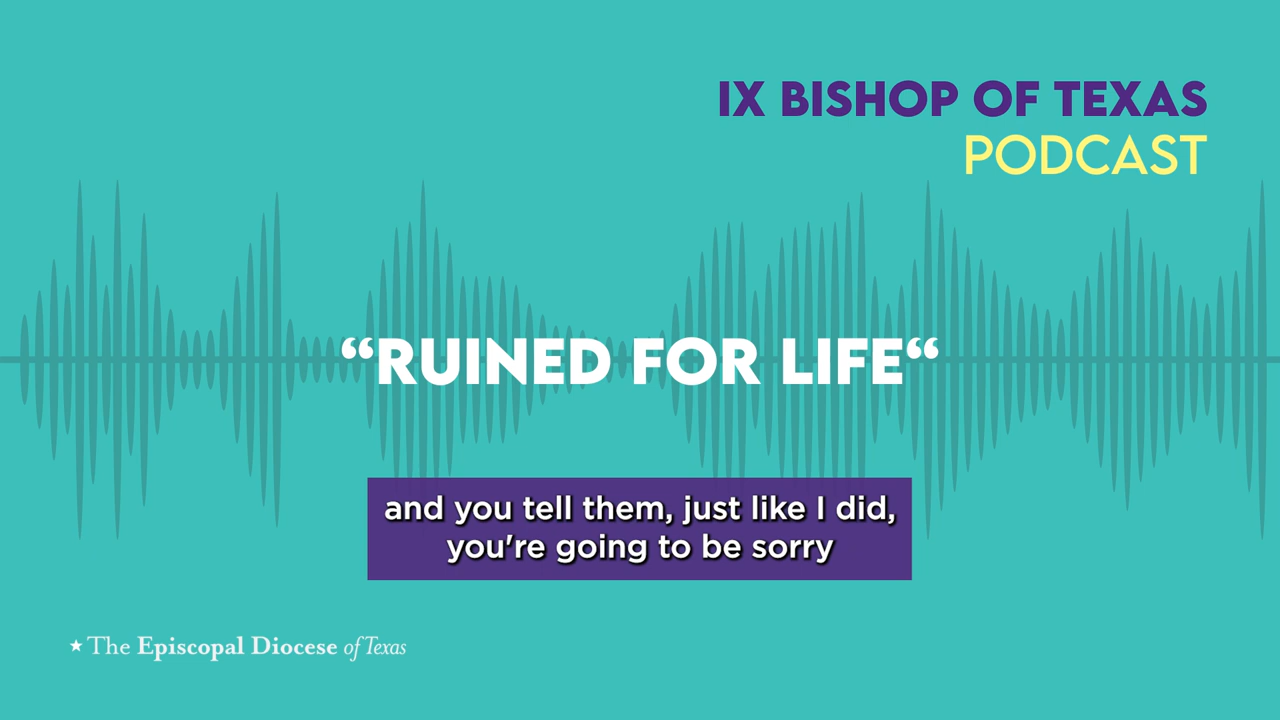 IX BISHOP OF TEXAS
PODCAST
“RUINED FOR LIFE“
and you tell them, just like I did,
you're going to be sorry
The Episcopal Diocese of Texas